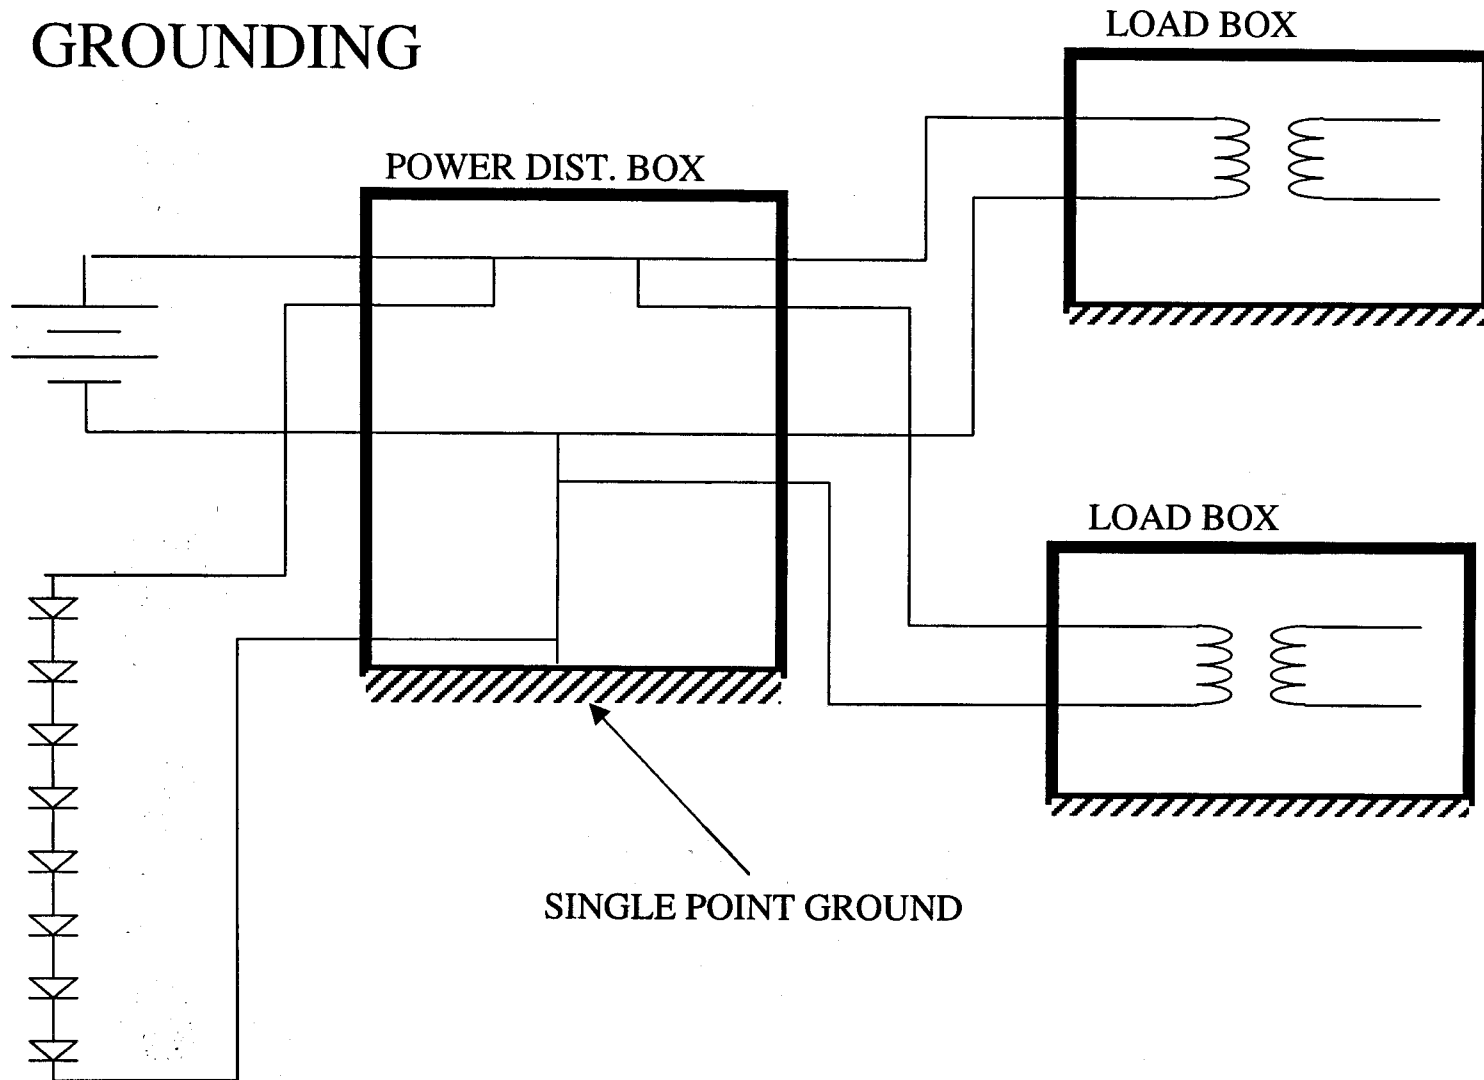 GROUNDING
LOAD BOX
POWER DIST. BOX
LOAD BOX
SINGLE POINT GROUND